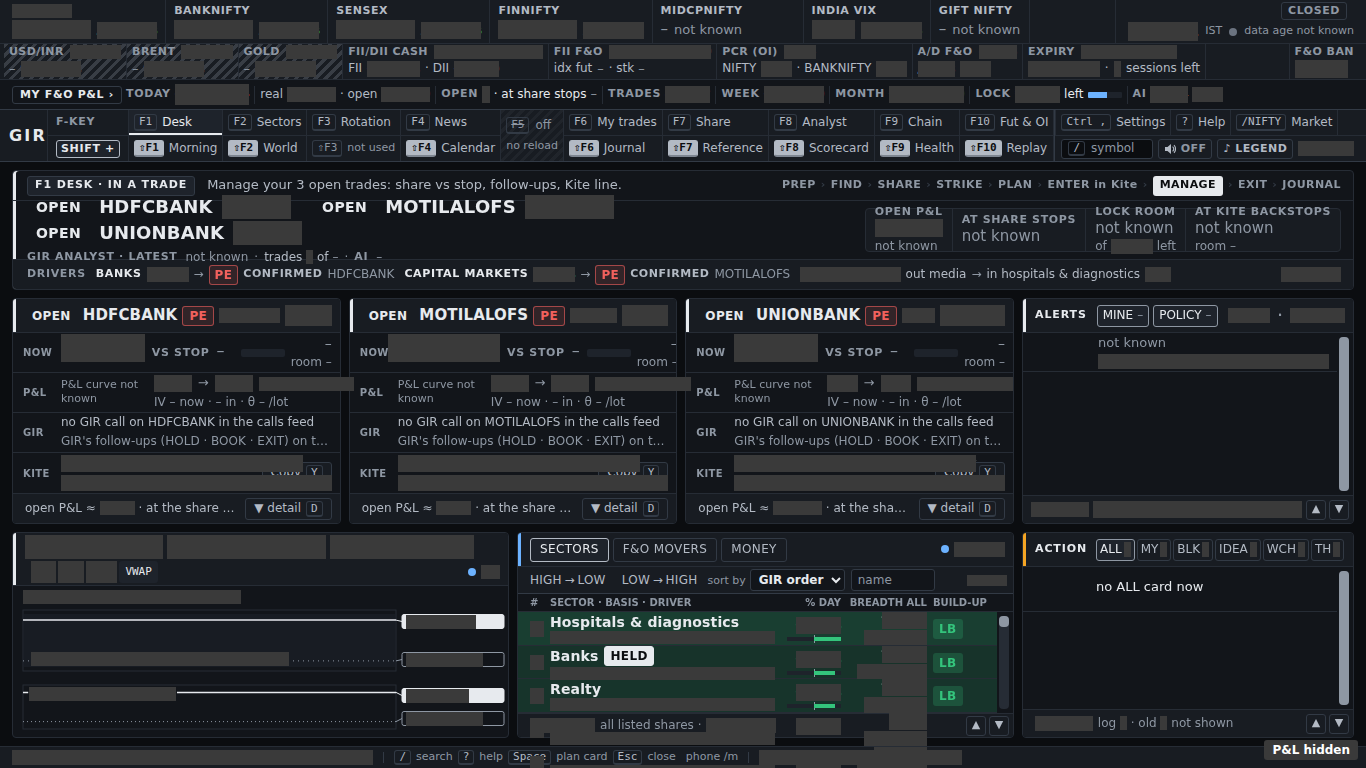 BANKNIFTY SENSEX FINNIFTY MIDCPNIFTY INDIA VIX GIFT NIFTY CLOSED
– not known – not known IST ● data age not known
USD/INR BRENT GOLD FII/DII CASH FII F&O PCR (OI) A/D F&O EXPIRY F&O BAN
– – – FII · DII idx fut – · stk – NIFTY · BANKNIFTY · sessions left
MY F&O P&L › TODAY real · open OPEN · at share stops – TRADES WEEK MONTH LOCK left AI
GIR F-KEY F1 Desk F2 Sectors F3 Rotation F4 News F5 off F6 My trades F7 Share F8 Analyst F9 Chain F10 Fut & OI Ctrl , Settings ? Help /NIFTY Market
SHIFT + ⇧F1 Morning ⇧F2 World ⇧F3 not used ⇧F4 Calendar no reload ⇧F6 Journal ⇧F7 Reference ⇧F8 Scorecard ⇧F9 Health ⇧F10 Replay / symbol OFF ♪ LEGEND
F1 DESK · IN A TRADE Manage your 3 open trades: share vs stop, follow-ups, Kite line. PREP › FIND › SHARE › STRIKE › PLAN › ENTER in Kite › MANAGE › EXIT › JOURNAL
OPEN HDFCBANK OPEN MOTILALOFS
OPEN UNIONBANK
OPEN P&L AT SHARE STOPS LOCK ROOM AT KITE BACKSTOPS
not known not known not known
not known of left room –
GIR ANALYST · LATEST not known · trades of – · AI –
DRIVERS BANKS → PE CONFIRMED HDFCBANK CAPITAL MARKETS → PE CONFIRMED MOTILALOFS out media → in hospitals & diagnostics
OPEN HDFCBANK PE
NOW VS STOP – –
room –
P&L P&L curve not known →
IV – now · – in · θ – /lot
GIR no GIR call on HDFCBANK in the calls feed
GIR's follow-ups (HOLD · BOOK · EXIT) on t…
KITE Copy Y
open P&L ≈ · at the share … ▼ detail D
OPEN MOTILALOFS PE
NOW VS STOP – –
room –
P&L P&L curve not known →
IV – now · – in · θ – /lot
GIR no GIR call on MOTILALOFS in the calls feed
GIR's follow-ups (HOLD · BOOK · EXIT) on t…
KITE Copy Y
open P&L ≈ · at the share … ▼ detail D
OPEN UNIONBANK PE
NOW VS STOP – –
room –
P&L P&L curve not known →
IV – now · – in · θ – /lot
GIR no GIR call on UNIONBANK in the calls feed
GIR's follow-ups (HOLD · BOOK · EXIT) on t…
KITE Copy Y
open P&L ≈ · at the sha… ▼ detail D
ALERTS MINE – POLICY – ·
not known
▲ ▼
VWAP
SECTORS F&O MOVERS MONEY
HIGH→LOW LOW→HIGH sort by GIR order name
# SECTOR · BASIS · DRIVER % DAY BREADTH ALL BUILD-UP
Hospitals & diagnostics LB
Banks HELD LB
Realty LB
all listed shares · ▲ ▼
ACTION ALL MY BLK IDEA WCH TH
no ALL card now
log · old not shown ▲ ▼
/ search ? help Space plan card Esc close phone /m
P&L hidden